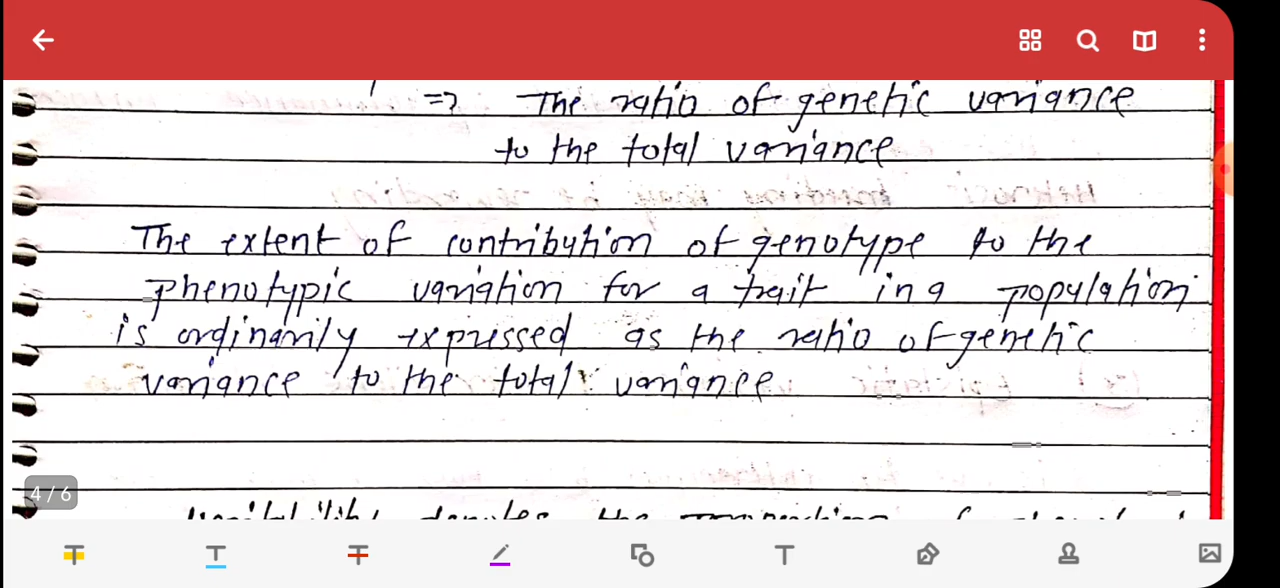 => The ratio of genetic variance
to the total variance
The extent of contribution of genotype to the
phenotypic variation for a trait in a population
is ordinarily expressed as the ratio of genetic
variance to the total variance
4 / 6
denotes the